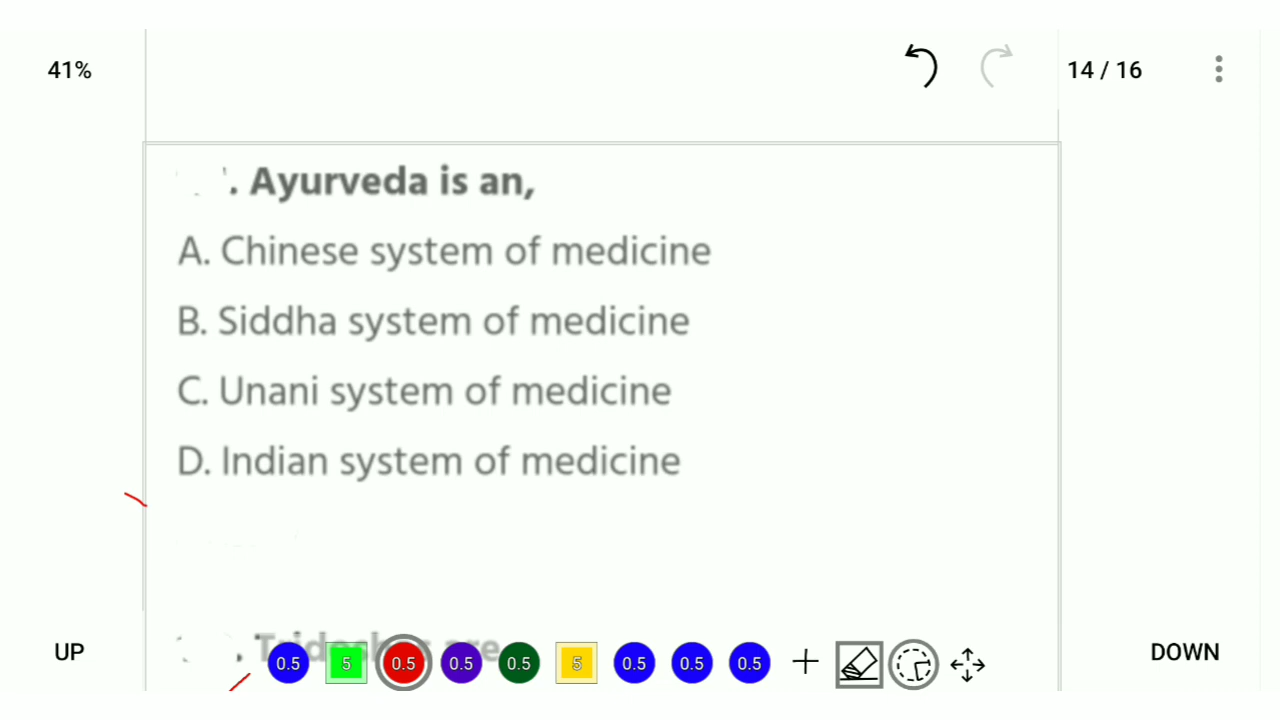 41%
14 / 16
. Ayurveda is an,
A. Chinese system of medicine
B. Siddha system of medicine
C. Unani system of medicine
D. Indian system of medicine
. are
UP
0.5 5 0.5 0.5 0.5 5 0.5 0.5 0.5
DOWN